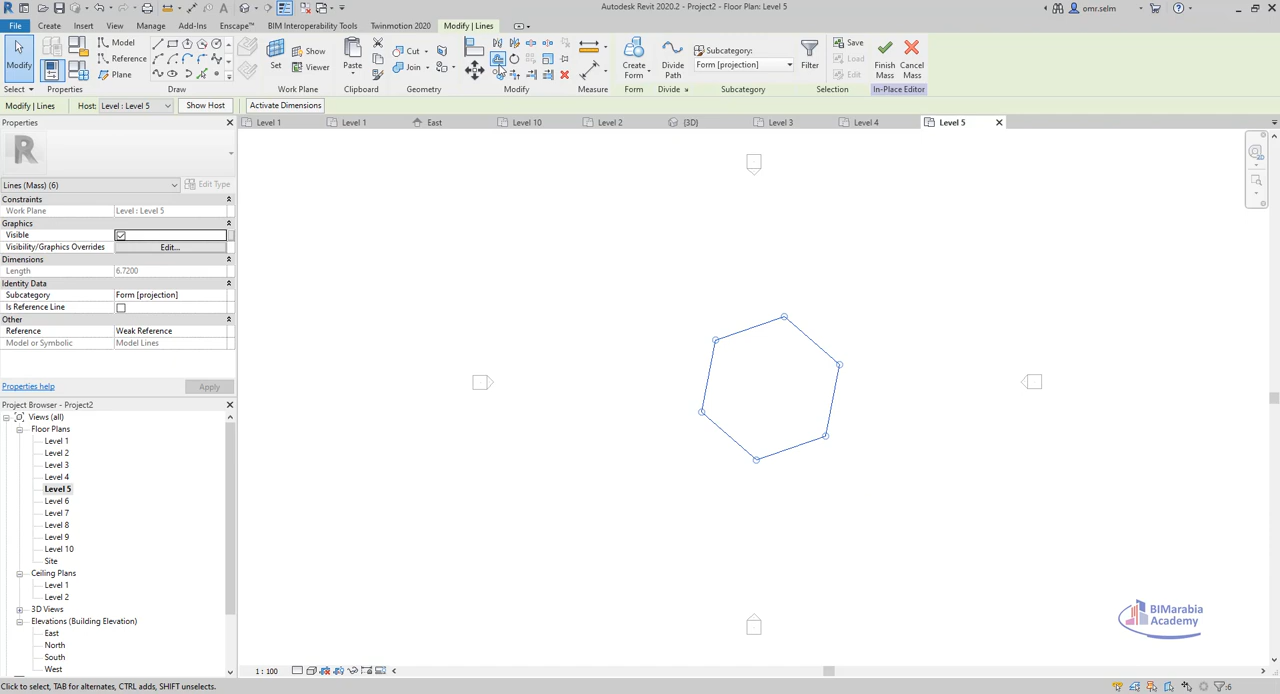 Autodesk Revit 2020.2 - Project2 - Floor Plan: Level 5
omr.selm
File Create Insert View Manage Add-Ins Enscape™ BIM Interoperability Tools Twinmotion 2020 Modify | Lines
Modify
Model
Reference
Plane
Set
Show
Viewer
Paste
Cut
Join
Create Form
Divide Path
Subcategory:
Form [projection]
Filter
Save
Load
Edit
Finish Mass
Cancel Mass
Select Properties Draw Work Plane Clipboard Geometry Modify Measure Form Divide Subcategory Selection In-Place Editor
Modify | Lines Host: Level : Level 5 Show Host Activate Dimensions
Properties
Level 1 Level 1 East Level 10 Level 2 {3D} Level 3 Level 4 Level 5
Lines (Mass) (6) Edit Type
Constraints
Work Plane Level : Level 5
Graphics
Visible
Visibility/Graphics Overrides Edit...
Dimensions
Length 6.7200
Identity Data
Subcategory Form [projection]
Is Reference Line
Other
Reference Weak Reference
Model or Symbolic Model Lines
Properties help Apply
Project Browser - Project2
Views (all)
Floor Plans
Level 1
Level 2
Level 3
Level 4
Level 5
Level 6
Level 7
Level 8
Level 9
Level 10
Site
Ceiling Plans
Level 1
Level 2
3D Views
Elevations (Building Elevation)
East
North
South
West
BIMarabia
Academy
1 : 100
Click to select, TAB for alternates, CTRL adds, SHIFT unselects.
:6